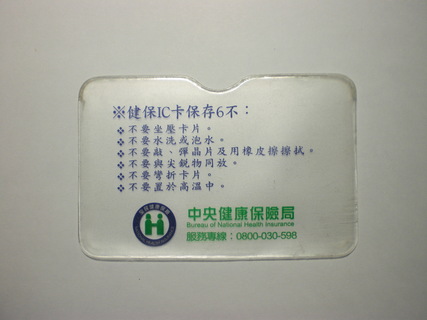 ※健保IC卡保存6不：
❖ 不要坐壓卡片。
❖ 不要水洗或泡水。
❖ 不要敲、彈晶片及用橡皮擦擦拭。
❖ 不要與尖銳物同放。
❖ 不要彎折卡片。
❖ 不要置於高溫中。
中央健康保險局
Bureau of National Health Insurance
服務專線：0800-030-598